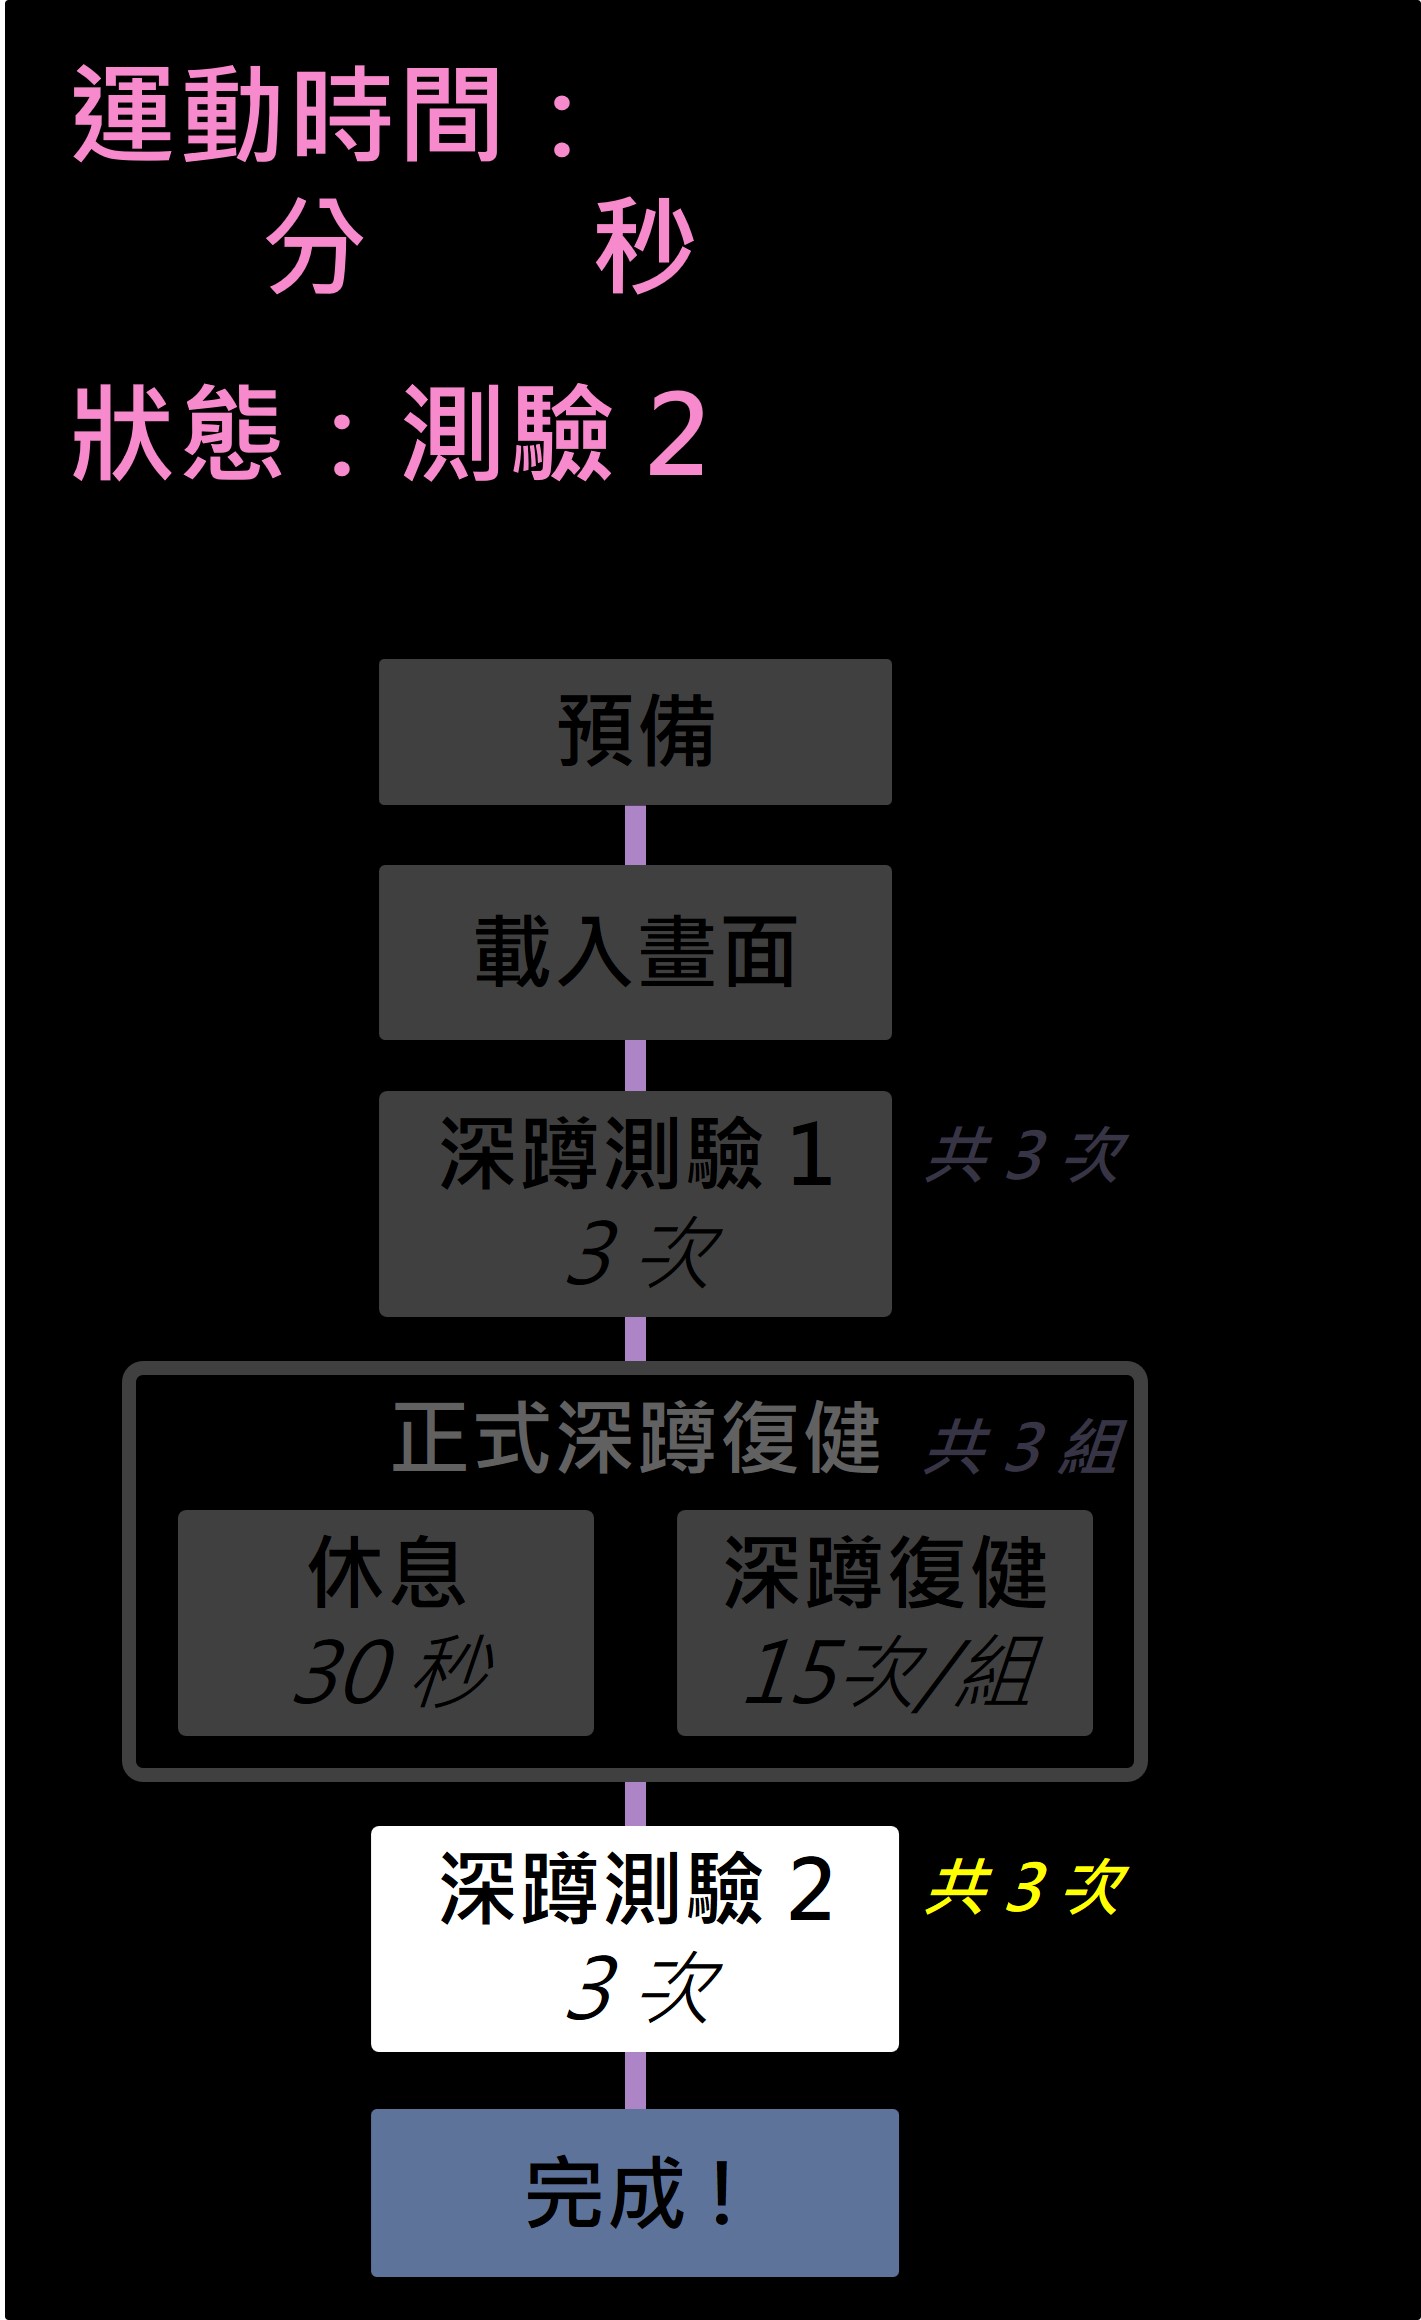 運動時間：
分 秒
狀態：測驗 2
預備
載入畫面
深蹲測驗 1
3 次
共 3 次
正式深蹲復健
共 3 組
休息
30 秒
深蹲復健
15次/組
深蹲測驗 2
3 次
共 3 次
完成！